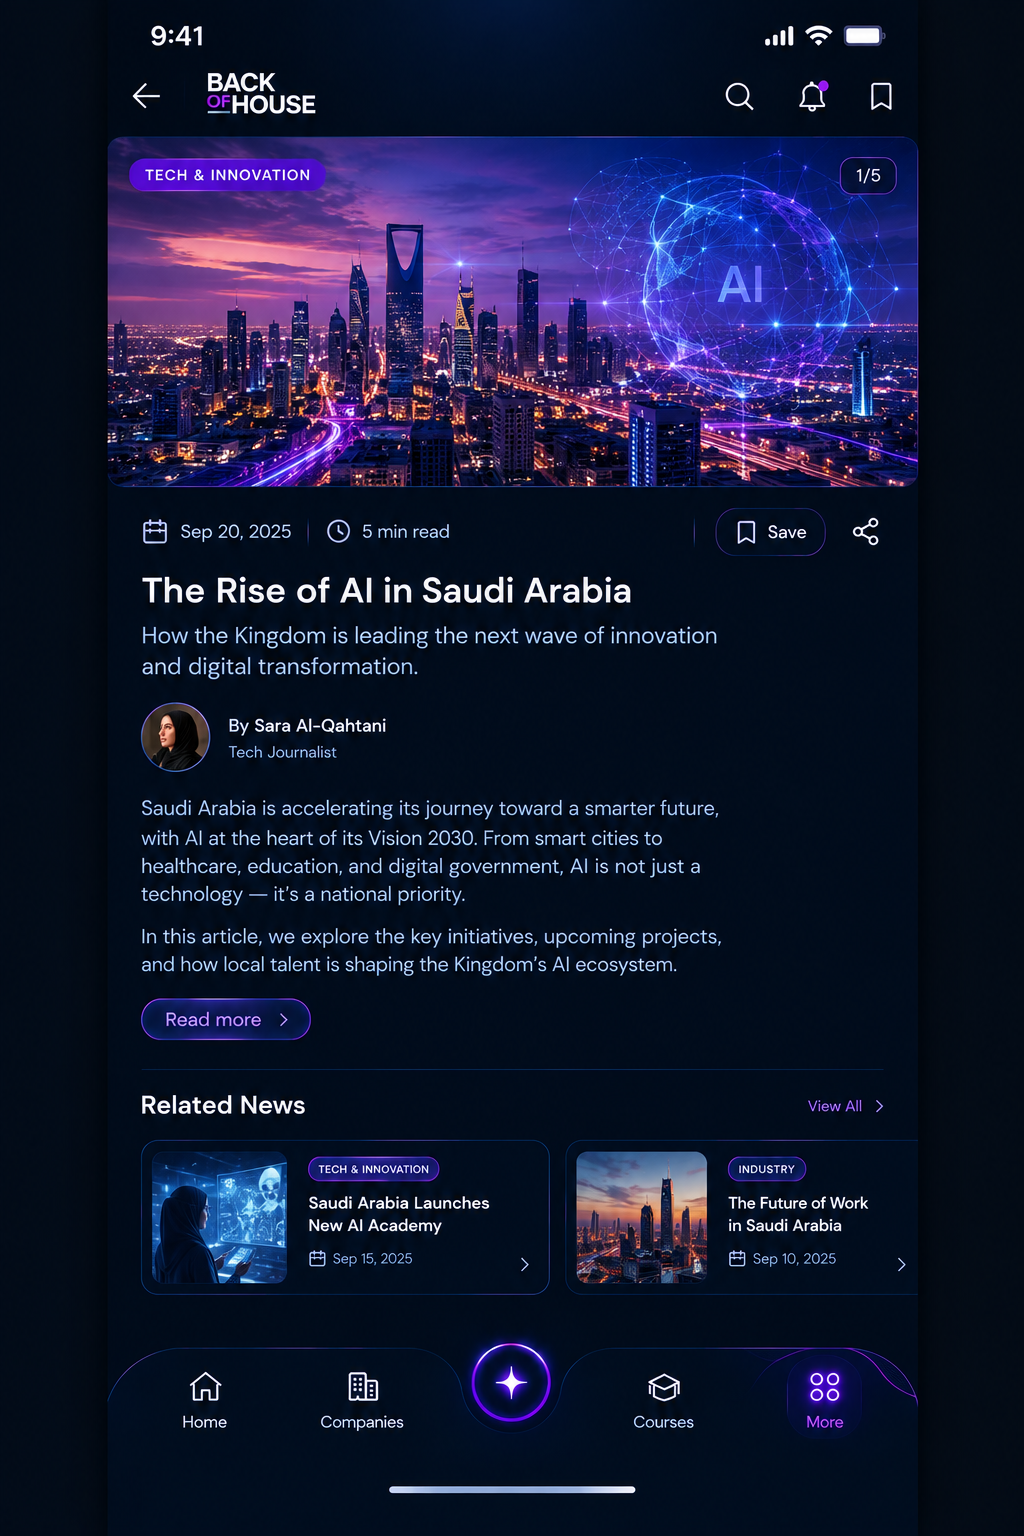 9:41
BACK
OF HOUSE
TECH & INNOVATION
1/5
AI
Sep 20, 2025
5 min read
Save
The Rise of AI in Saudi Arabia
How the Kingdom is leading the next wave of innovation
and digital transformation.
By Sara Al-Qahtani
Tech Journalist
Saudi Arabia is accelerating its journey toward a smarter future,
with AI at the heart of its Vision 2030. From smart cities to
healthcare, education, and digital government, AI is not just a
technology — it's a national priority.
In this article, we explore the key initiatives, upcoming projects,
and how local talent is shaping the Kingdom's AI ecosystem.
Read more
Related News
View All
TECH & INNOVATION
Saudi Arabia Launches
New AI Academy
Sep 15, 2025
INDUSTRY
The Future of Work
in Saudi Arabia
Sep 10, 2025
Home
Companies
Courses
More